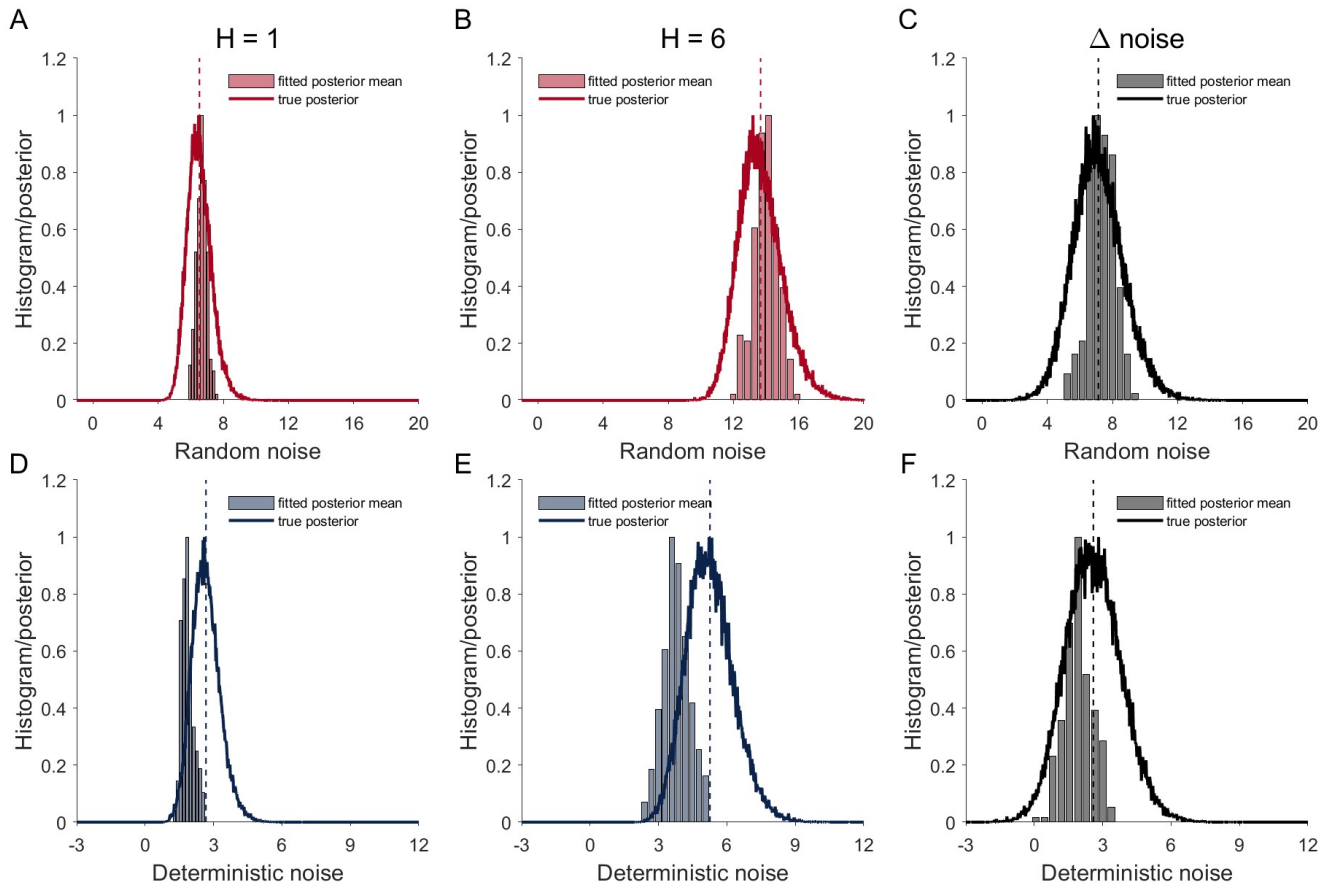 A
H = 1
Histogram/posterior
1.2
1
0.8
0.6
0.4
0.2
0
fitted posterior mean
true posterior
0 4 8 12 16 20
Random noise
B
H = 6
Histogram/posterior
1.2
1
0.8
0.6
0.4
0.2
0
fitted posterior mean
true posterior
0 4 8 12 16 20
Random noise
C
Δ noise
Histogram/posterior
1.2
1
0.8
0.6
0.4
0.2
0
fitted posterior mean
true posterior
0 4 8 12 16 20
Random noise
D
Histogram/posterior
1.2
1
0.8
0.6
0.4
0.2
0
fitted posterior mean
true posterior
-3 0 3 6 9 12
Deterministic noise
E
Histogram/posterior
1.2
1
0.8
0.6
0.4
0.2
0
fitted posterior mean
true posterior
-3 0 3 6 9 12
Deterministic noise
F
Histogram/posterior
1.2
1
0.8
0.6
0.4
0.2
0
fitted posterior mean
true posterior
-3 0 3 6 9 12
Deterministic noise